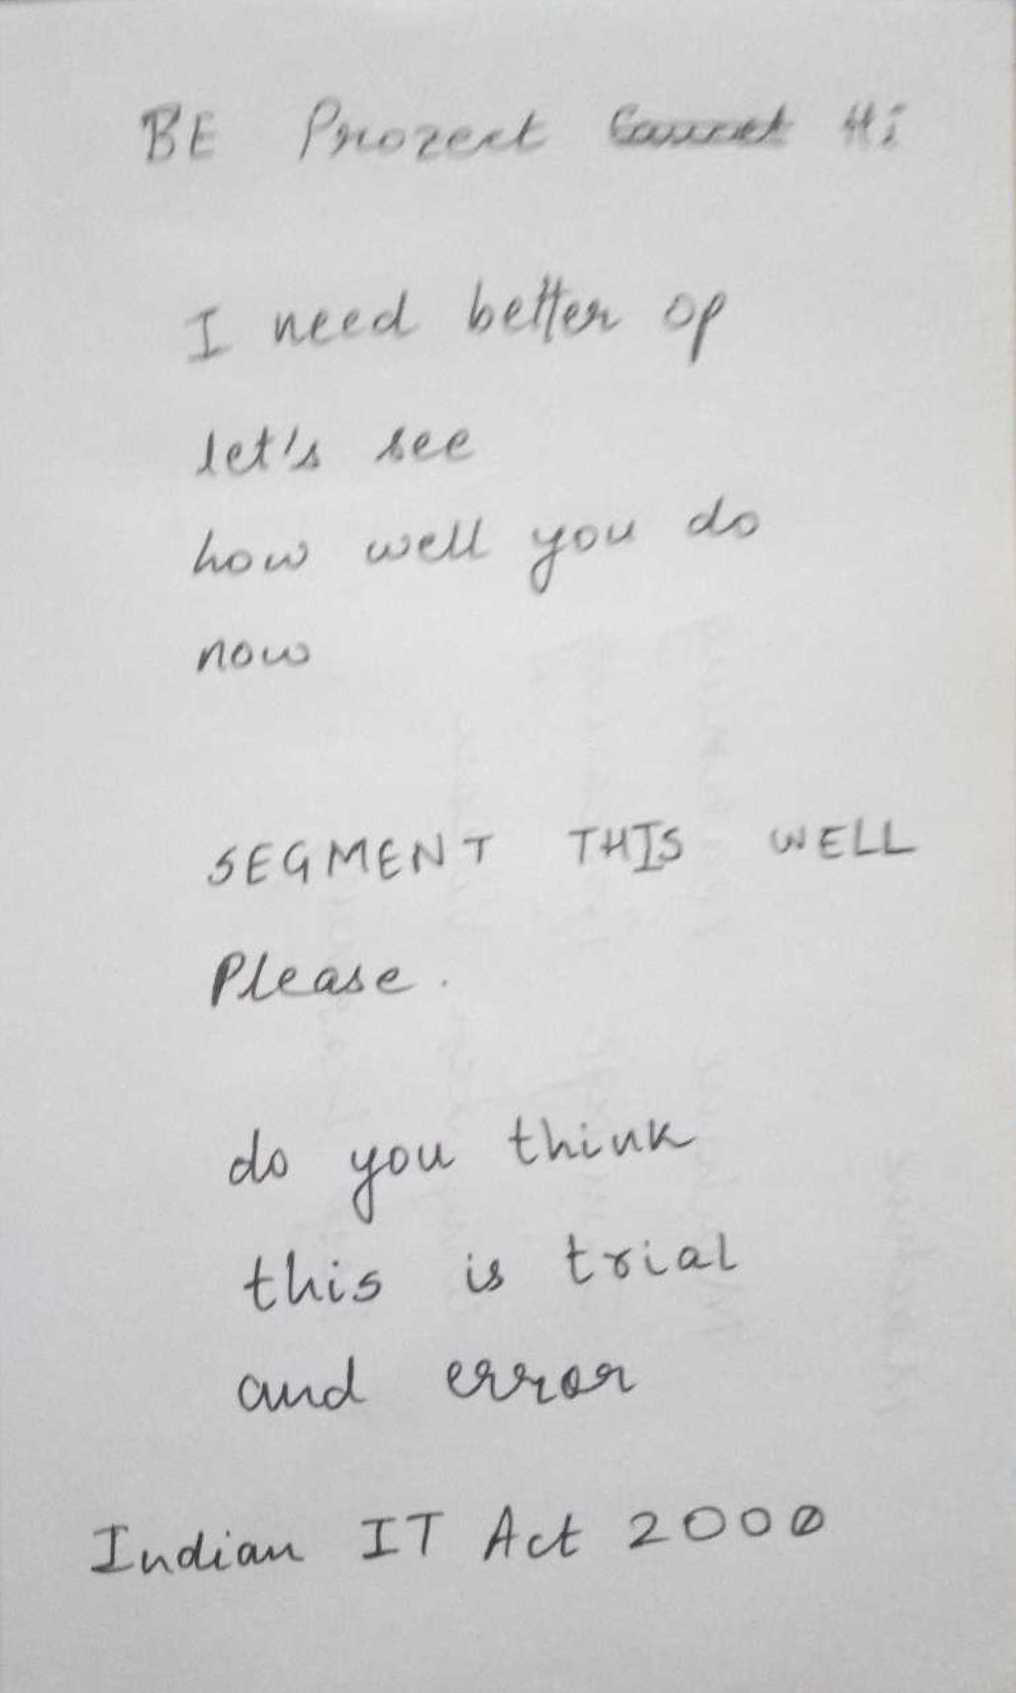 BE Prozect Hi
I need better op
let's see
how well you do
now
SEGMENT THIS WELL
Please.
do you think
this is trial
and error
Indian IT Act 2000